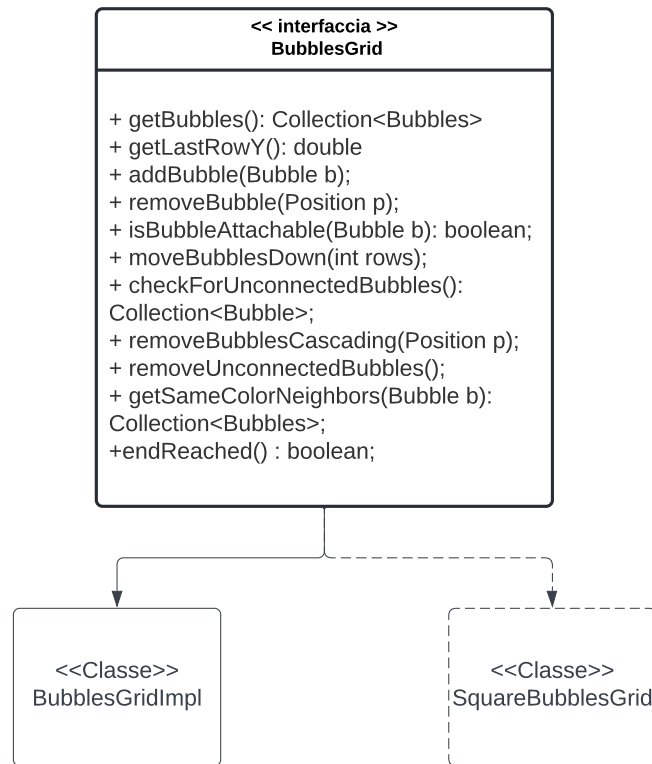 << interfaccia >>
BubblesGrid
+ getBubbles(): Collection<Bubbles>
+ getLastRowY(): double
+ addBubble(Bubble b);
+ removeBubble(Position p);
+ isBubbleAttachable(Bubble b): boolean;
+ moveBubblesDown(int rows);
+ checkForUnconnectedBubbles():
Collection<Bubble>;
+ removeBubblesCascading(Position p);
+ removeUnconnectedBubbles();
+ getSameColorNeighbors(Bubble b):
Collection<Bubbles>;
+endReached() : boolean;
<<Classe>>
BubblesGridImpl
<<Classe>>
SquareBubblesGrid